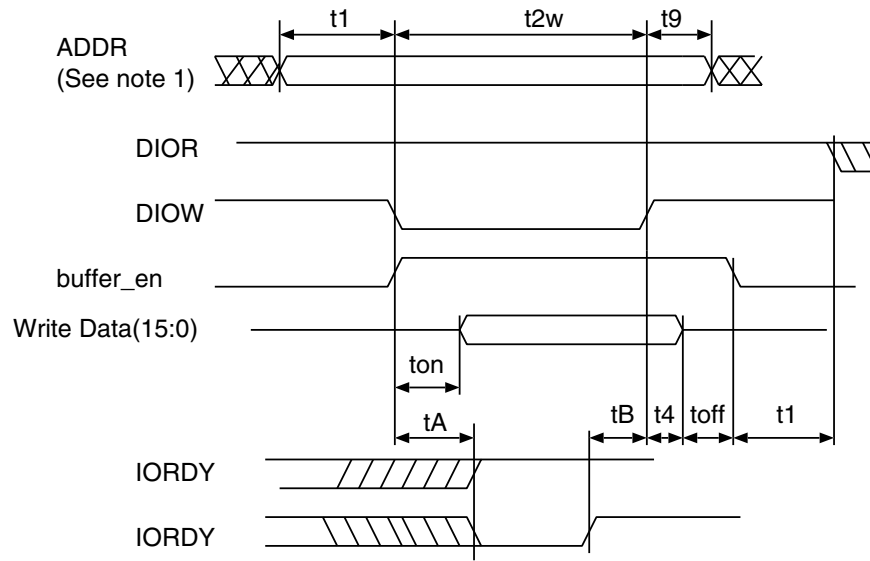 t1 t2w t9
ADDR
(See note 1)
DIOR
DIOW
buffer_en
Write Data(15:0)
ton
tA tB t4 toff t1
IORDY
IORDY